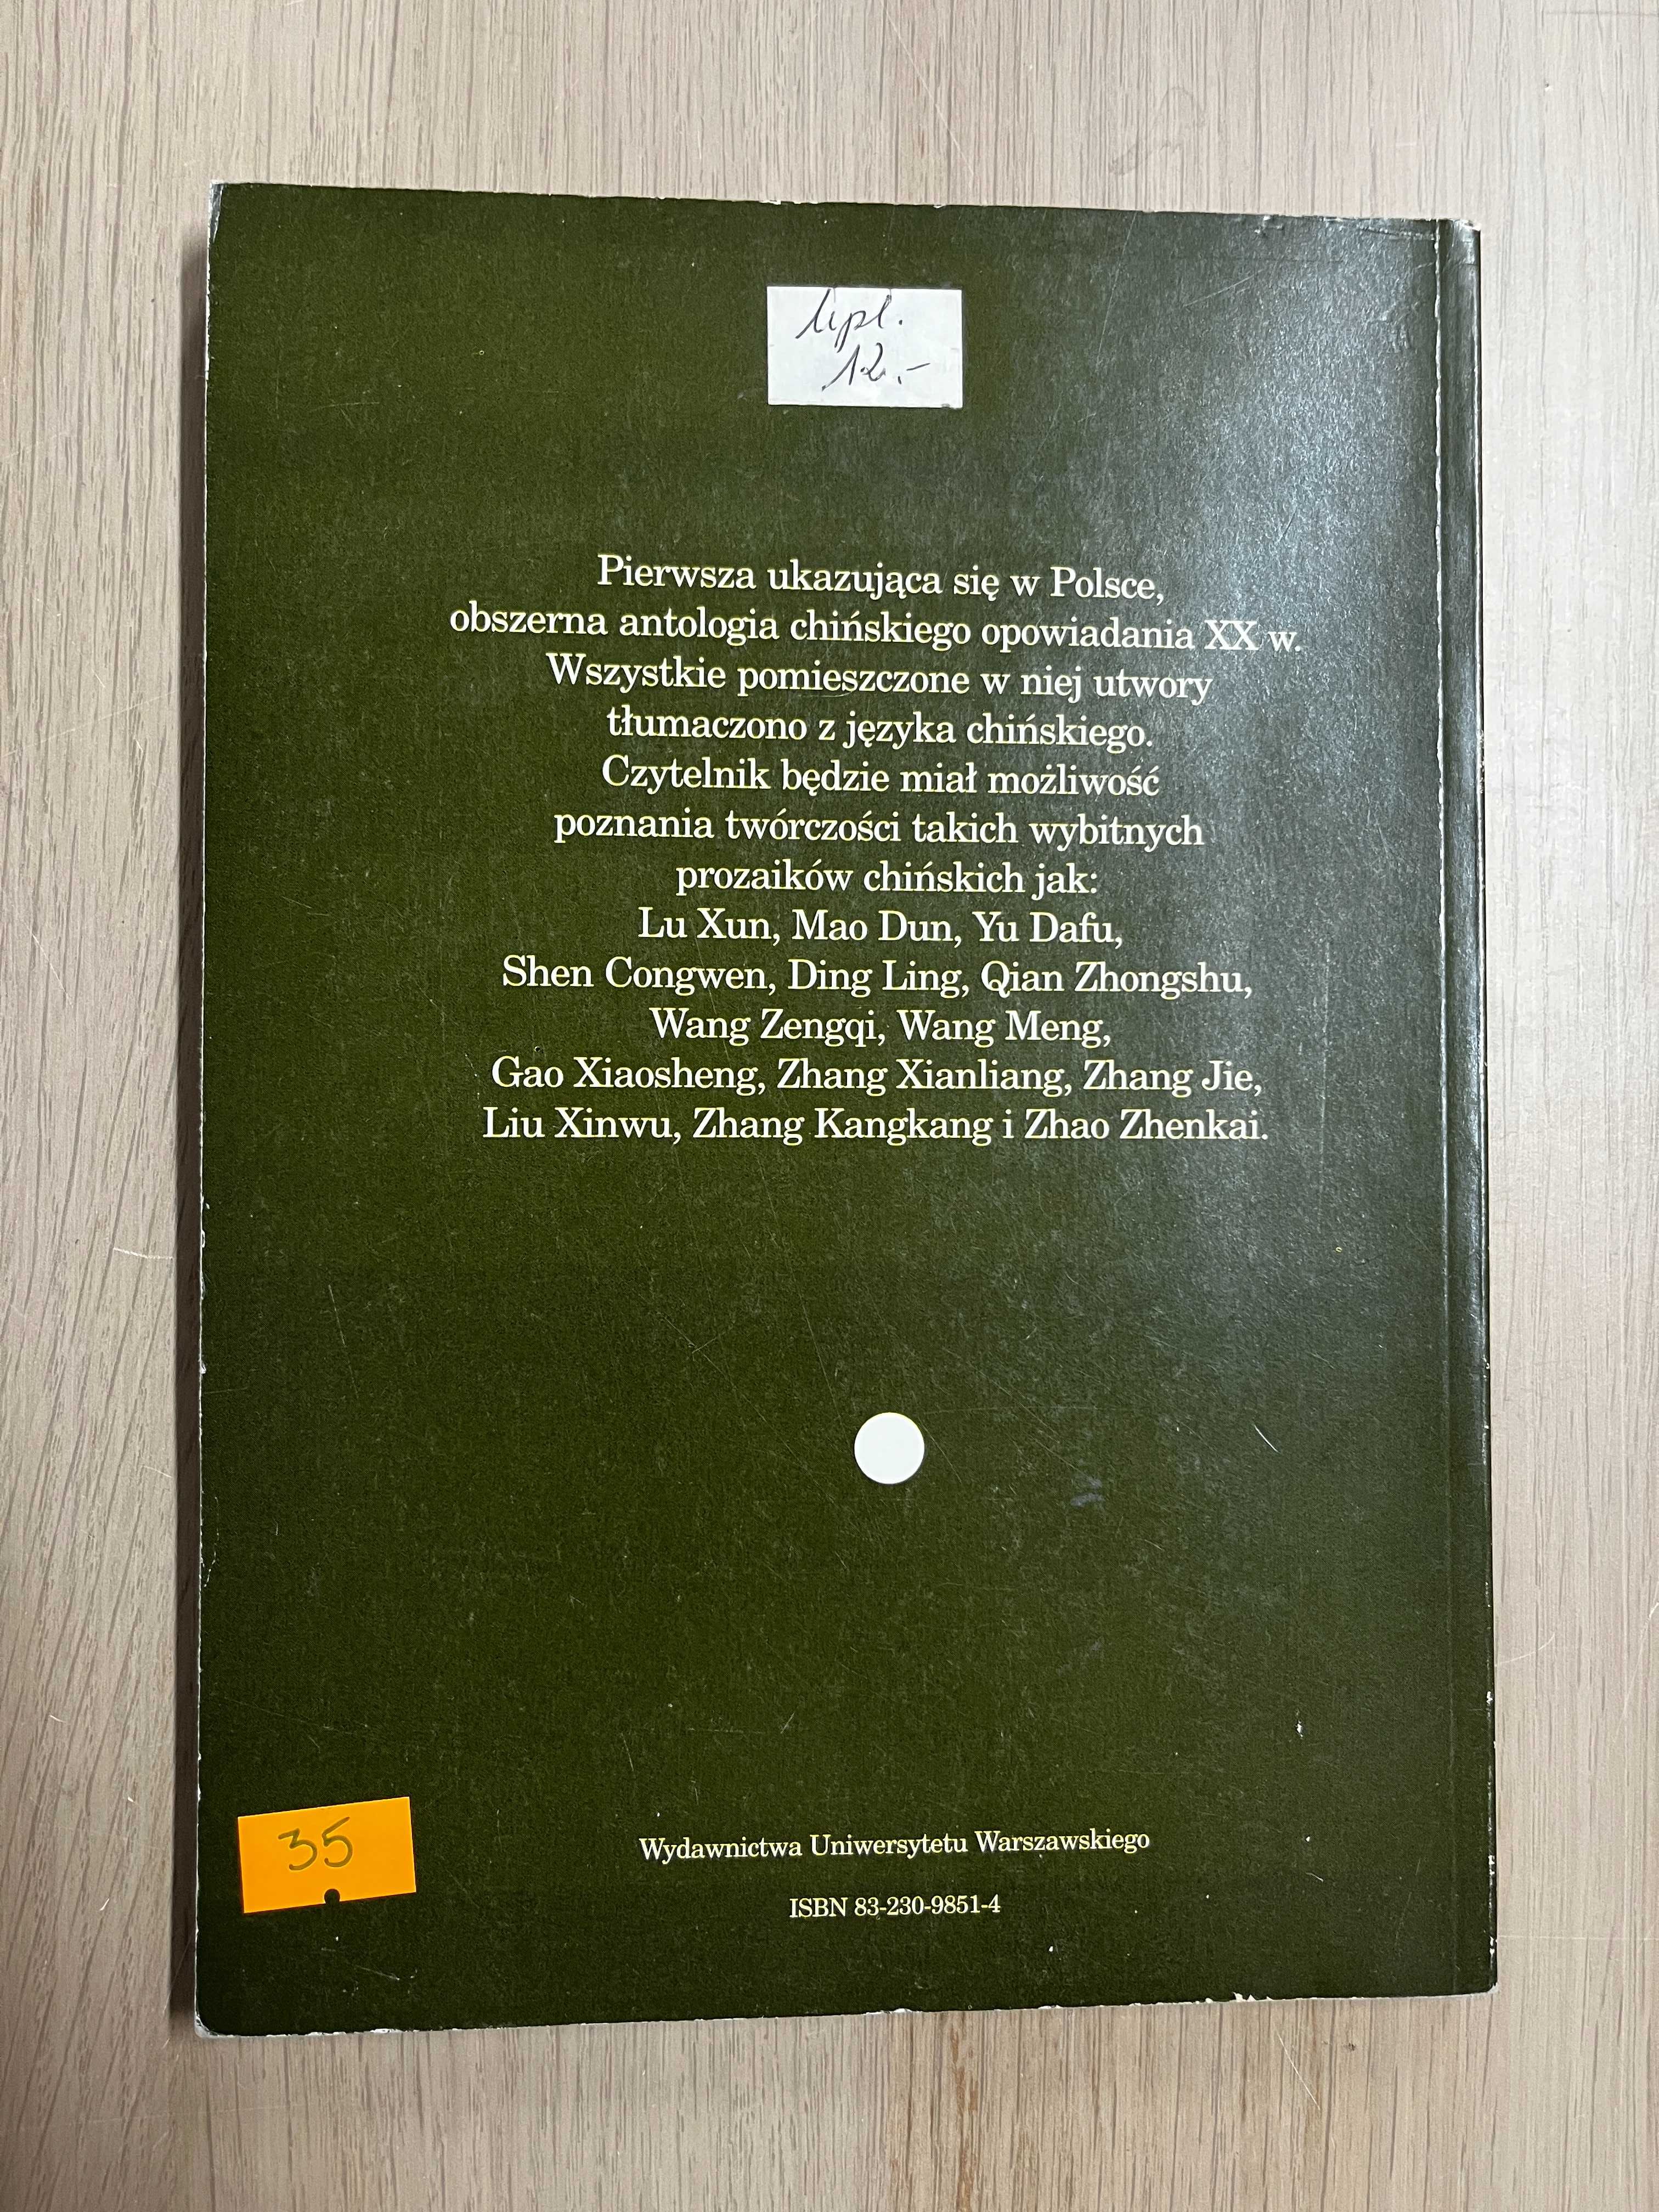 kpl.
12.-
Pierwsza ukazująca się w Polsce,
obszerna antologia chińskiego opowiadania XX w.
Wszystkie pomieszczone w niej utwory
tłumaczono z języka chińskiego.
Czytelnik będzie miał możliwość
poznania twórczości takich wybitnych
prozaików chińskich jak:
Lu Xun, Mao Dun, Yu Dafu,
Shen Congwen, Ding Ling, Qian Zhongshu,
Wang Zengqi, Wang Meng,
Gao Xiaosheng, Zhang Xianliang, Zhang Jie,
Liu Xinwu, Zhang Kangkang i Zhao Zhenkai.
35
Wydawnictwa Uniwersytetu Warszawskiego
ISBN 83-230-9851-4